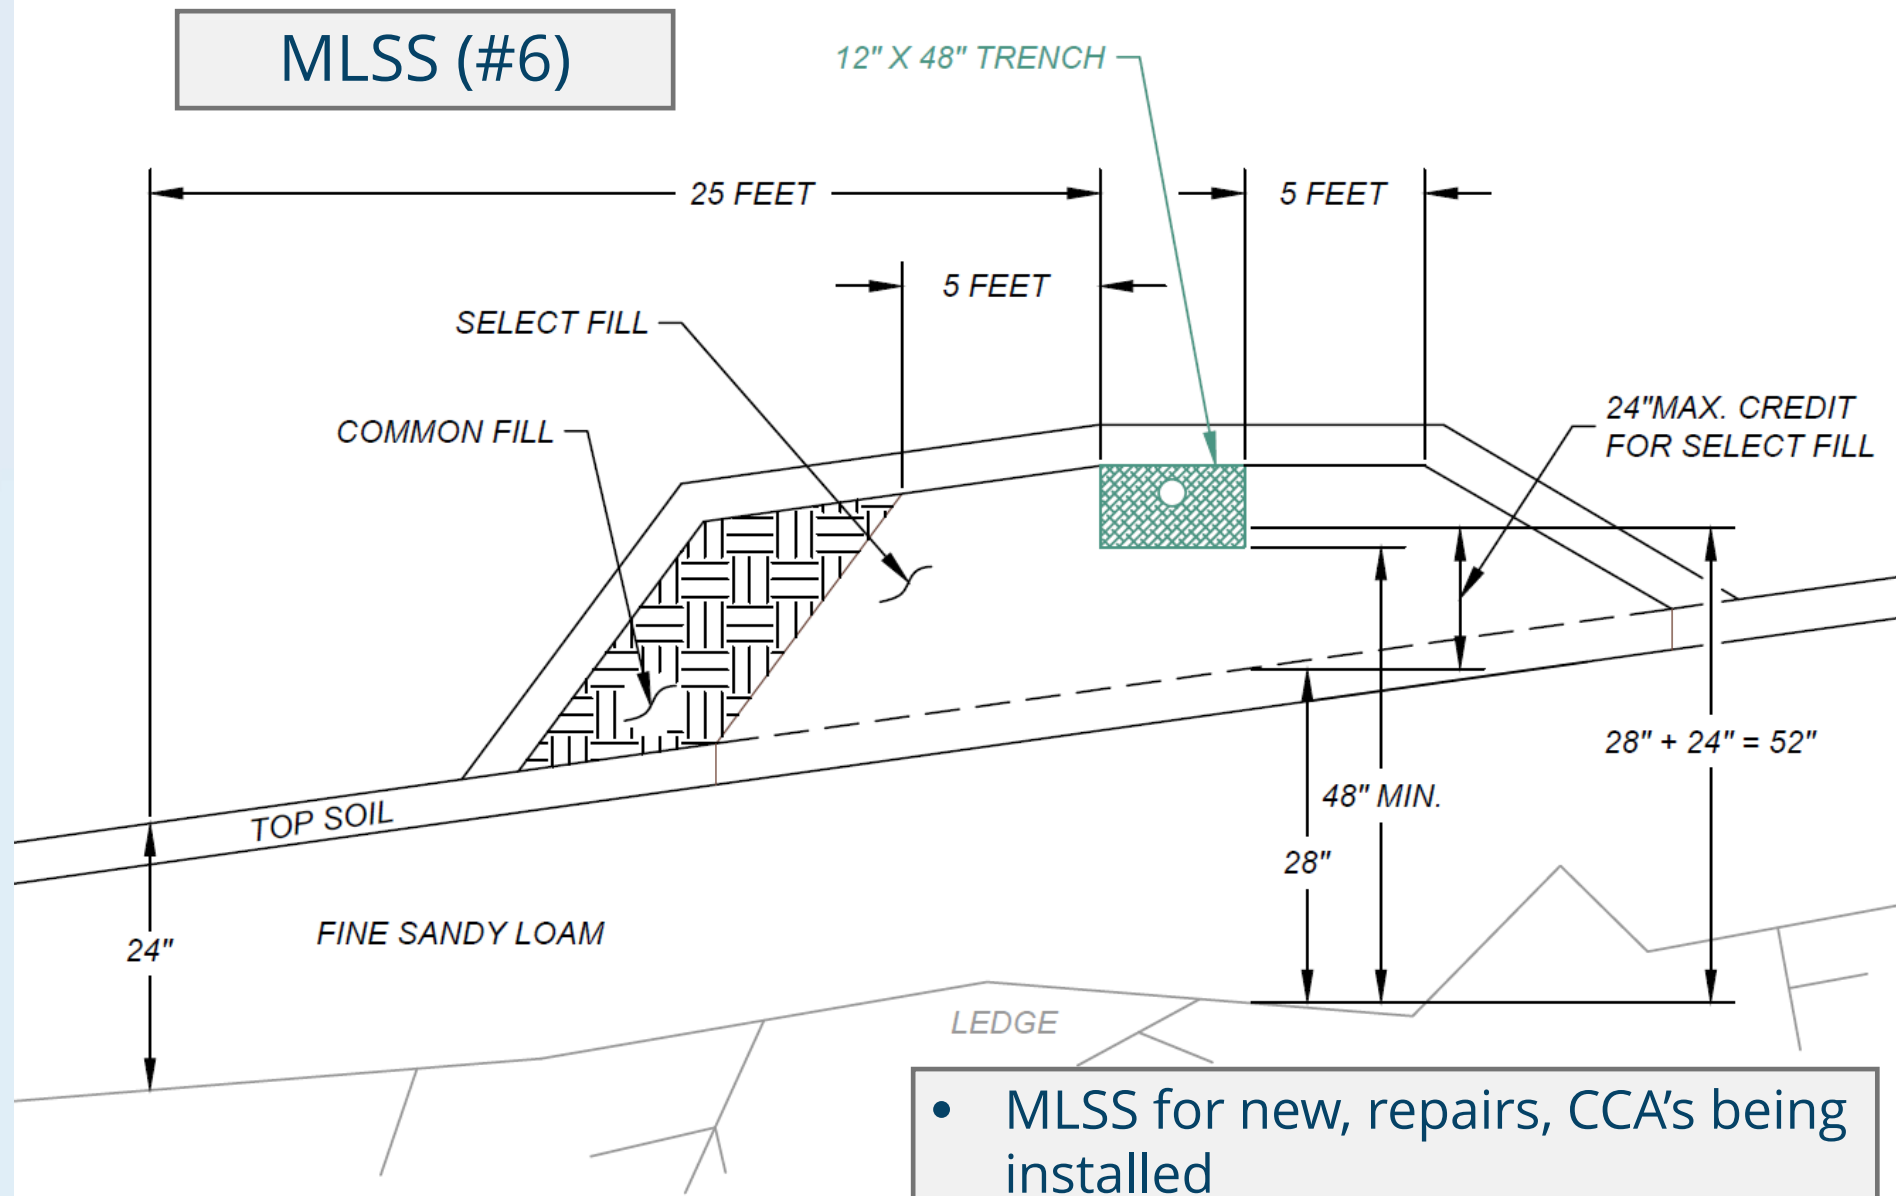 MLSS (#6)
12" X 48" TRENCH
25 FEET
5 FEET
5 FEET
SELECT FILL
COMMON FILL
24"MAX. CREDIT
FOR SELECT FILL
28" + 24" = 52"
48" MIN.
TOP SOIL
28"
FINE SANDY LOAM
24"
LEDGE
• MLSS for new, repairs, CCA’s being
installed